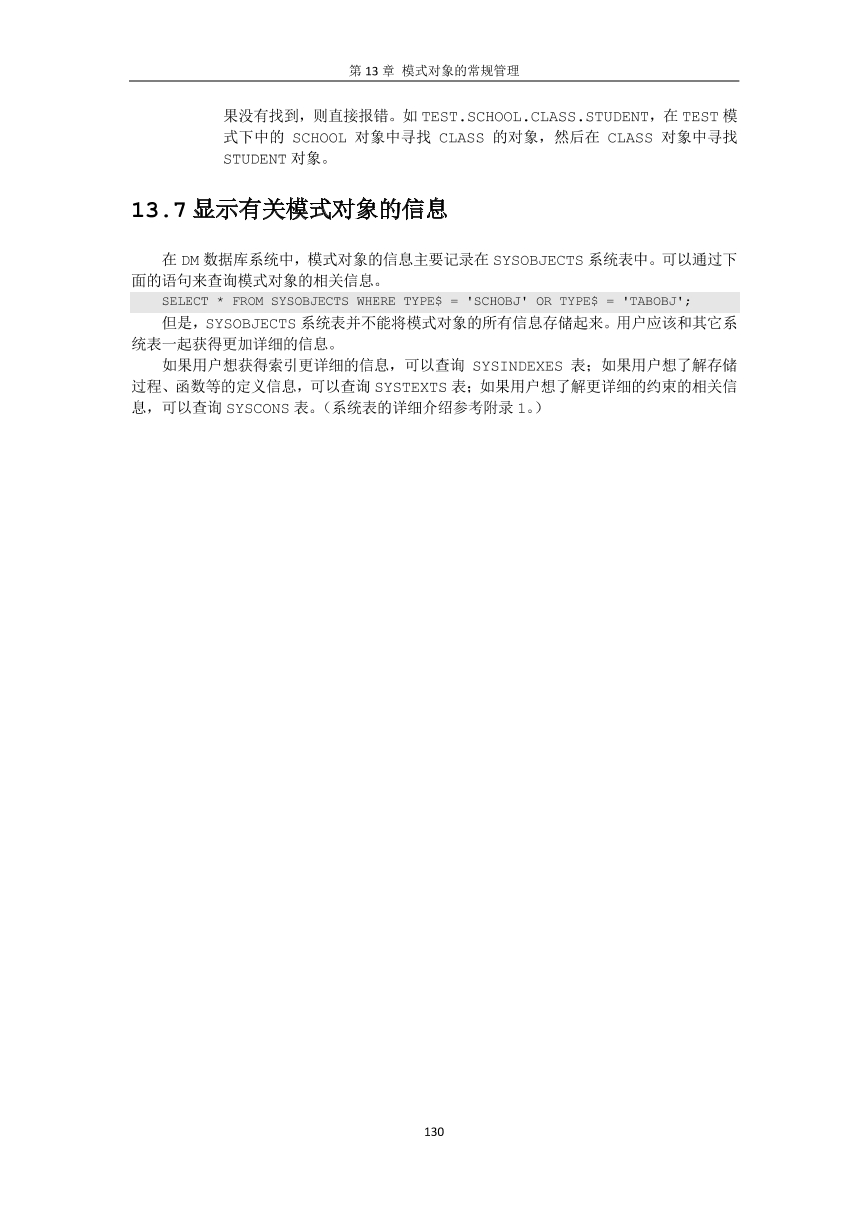 第 13 章 模式对象的常规管理
果没有找到，则直接报错。如 TEST.SCHOOL.CLASS.STUDENT，在 TEST 模
式下中的 SCHOOL 对象中寻找 CLASS 的对象，然后在 CLASS 对象中寻找
STUDENT 对象。
13.7 显示有关模式对象的信息
在 DM 数据库系统中，模式对象的信息主要记录在 SYSOBJECTS 系统表中。可以通过下
面的语句来查询模式对象的相关信息。
SELECT * FROM SYSOBJECTS WHERE TYPE$ = 'SCHOBJ' OR TYPE$ = 'TABOBJ';
但是，SYSOBJECTS 系统表并不能将模式对象的所有信息存储起来。用户应该和其它系
统表一起获得更加详细的信息。
如果用户想获得索引更详细的信息，可以查询 SYSINDEXES 表；如果用户想了解存储
过程、函数等的定义信息，可以查询 SYSTEXTS 表；如果用户想了解更详细的约束的相关信
息，可以查询 SYSCONS 表。（系统表的详细介绍参考附录 1。）
130